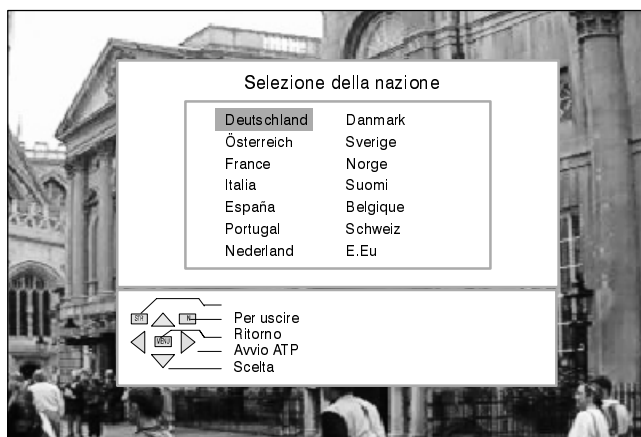 Selezione della nazione
Deutschland Danmark
Österreich Sverige
France Norge
Italia Suomi
España Belgique
Portugal Schweiz
Nederland E.Eu
STR N Per uscire
MENU Ritorno
Avvio ATP
Scelta